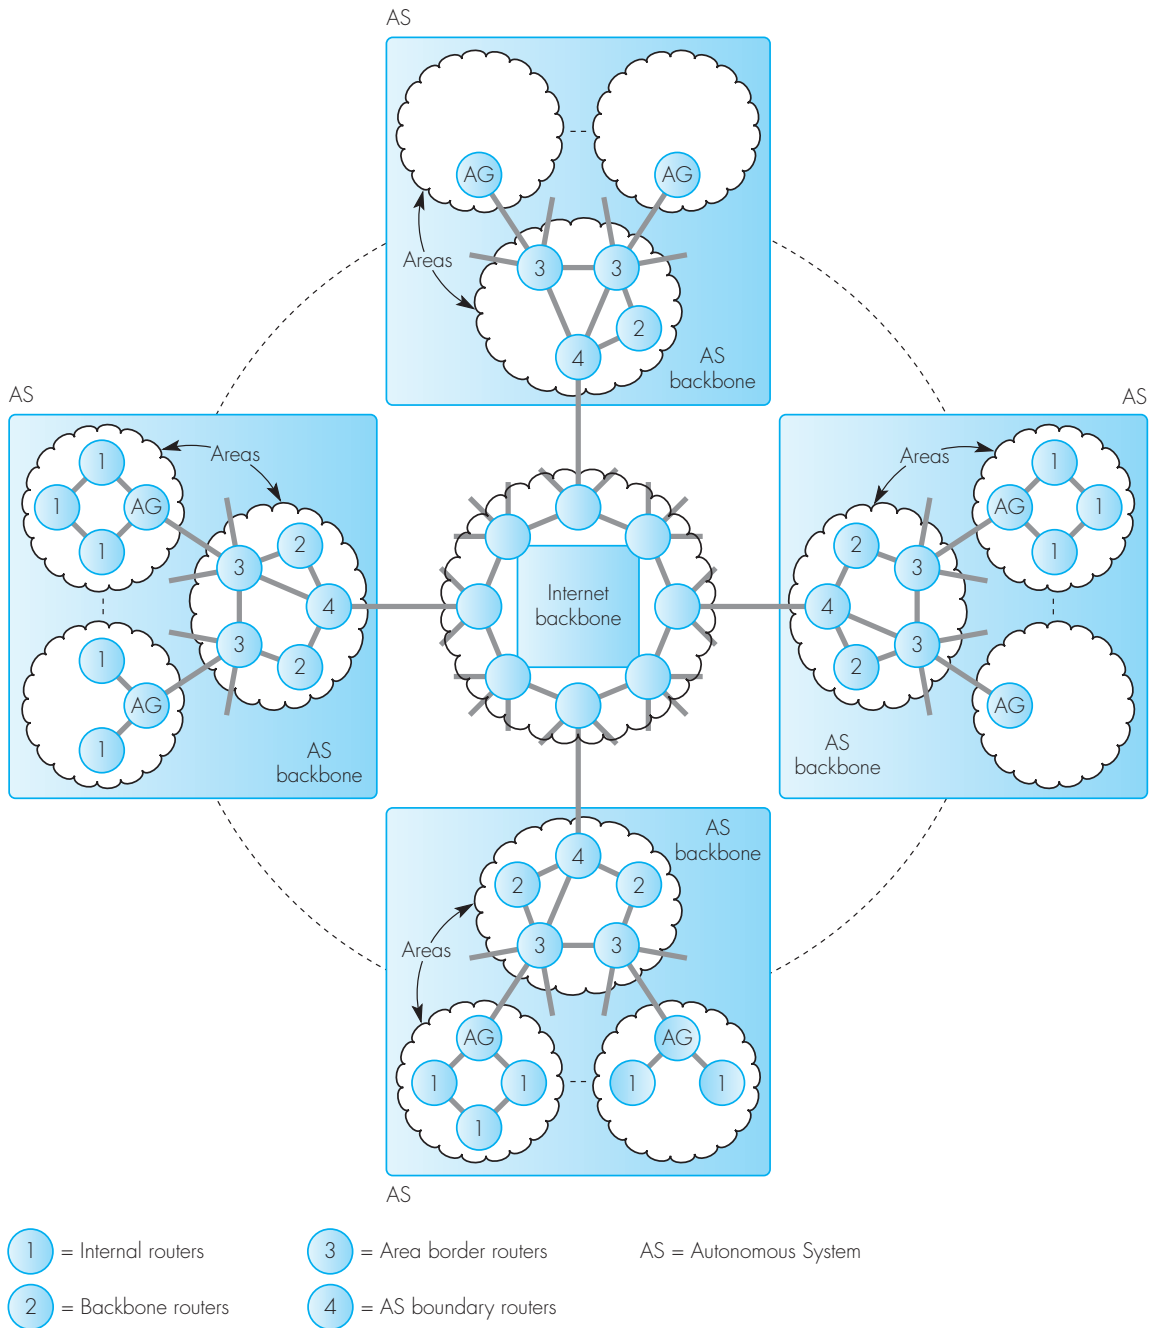 AS
AG
AG
Areas
3
3
2
4
AS
backbone
AS
AS
1
Areas
1
AG
1
2
3
4
3
2
1
AG
1
AS
backbone
Internet
backbone
Areas
1
AG
1
1
2
3
4
3
2
AG
AS
backbone
AS
backbone
4
2
2
Areas
3
3
AG
AG
1
1
1
1
1
AS
1 = Internal routers
3 = Area border routers
AS = Autonomous System
2 = Backbone routers
4 = AS boundary routers